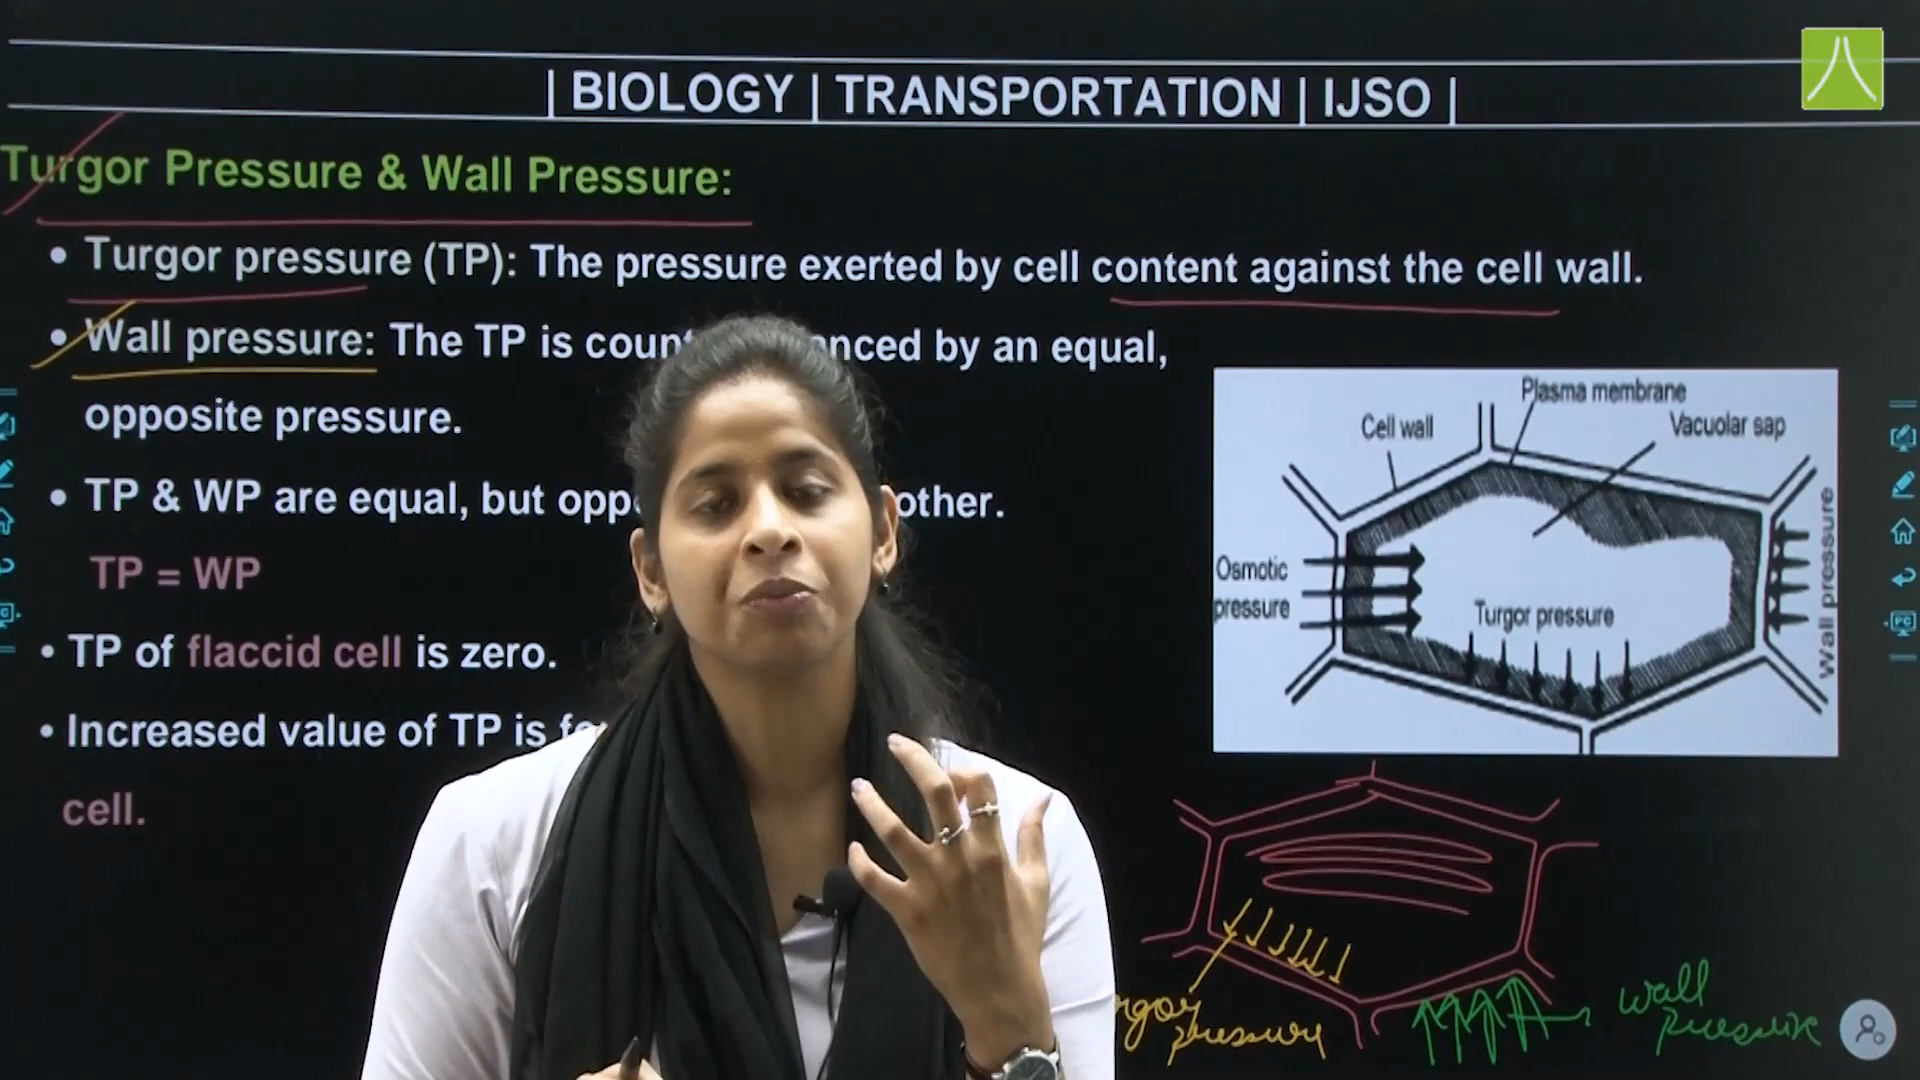 | BIOLOGY | TRANSPORTATION | IJSO |
Turgor Pressure & Wall Pressure:
• Turgor pressure (TP): The pressure exerted by cell content against the cell wall.
• Wall pressure: The TP is by an equal,
opposite pressure.
• TP & WP are equal, but other.
TP = WP
• TP of flaccid cell is zero.
• Increased value of TP is
cell.
Plasma membrane
Cell wall
Vacuolar sap
Osmotic
pressure
Turgor pressure
Wall pressure
pressure
wall
pressure